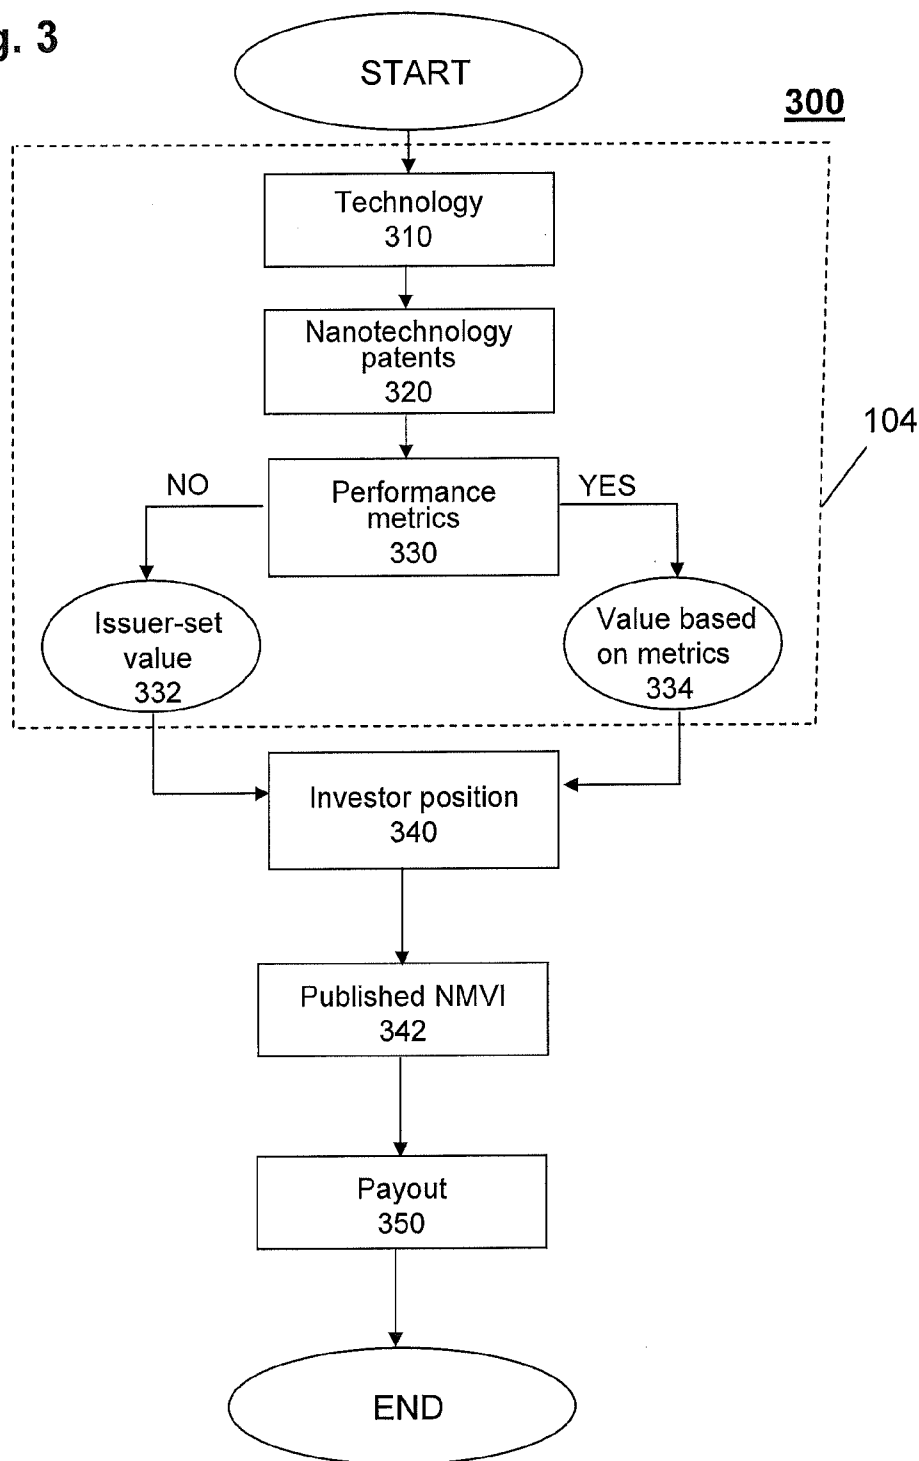 g. 3
START
300
Technology
310
Nanotechnology
patents
320
104
NO
Performance
metrics
330
YES
Issuer-set
value
332
Value based
on metrics
334
Investor position
340
Published NMVI
342
Payout
350
END